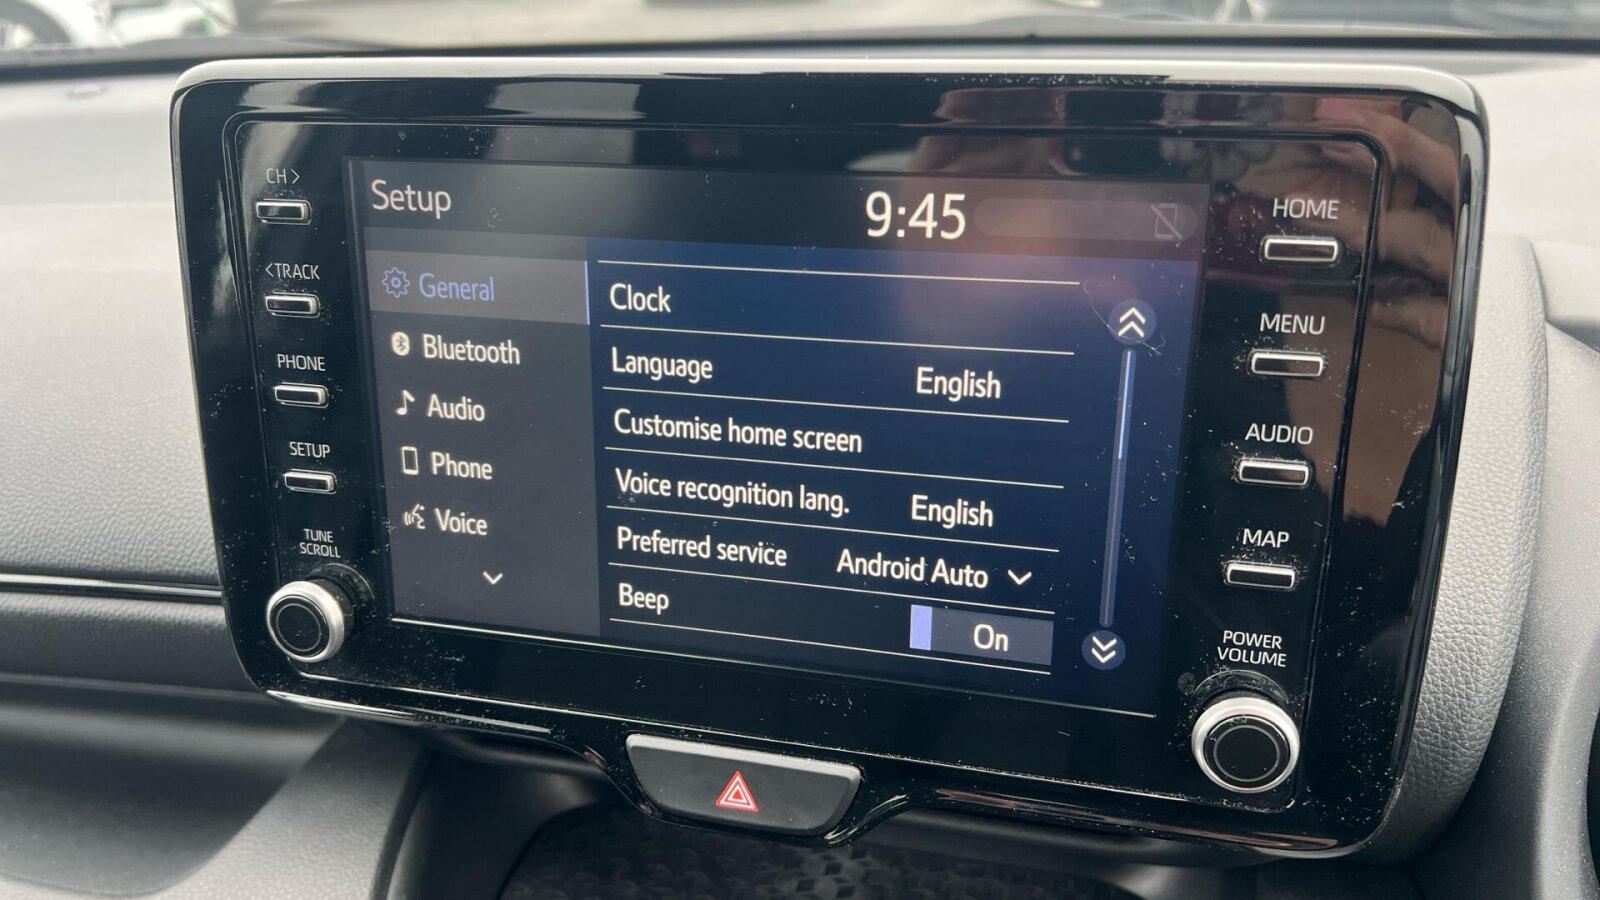 CH>
<TRACK
PHONE
SETUP
TUNE
SCROLL
Setup
9:45
General
Bluetooth
Audio
Phone
Voice
Clock
Language English
Customise home screen
Voice recognition lang. English
Preferred service Android Auto
Beep On
HOME
MENU
AUDIO
MAP
POWER
VOLUME